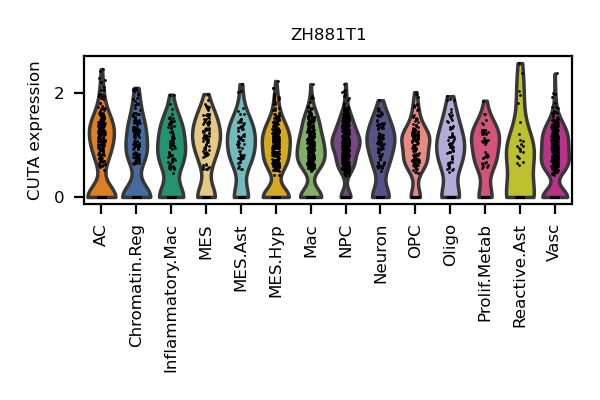 ZH881T1
CUTA expression
2
0
AC
Chromatin.Reg
Inflammatory.Mac
MES
MES.Ast
MES.Hyp
Mac
NPC
Neuron
OPC
Oligo
Prolif.Metab
Reactive.Ast
Vasc